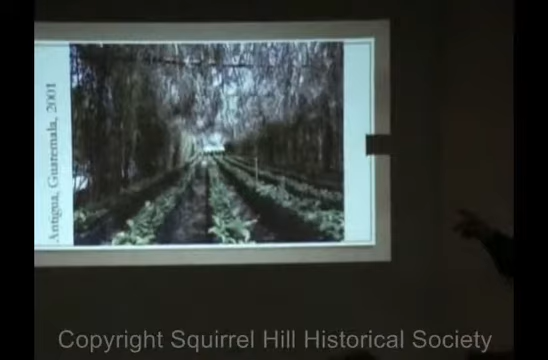 Antigua, Guatemala, 2001
Copyright Squirrel Hill Historical Society